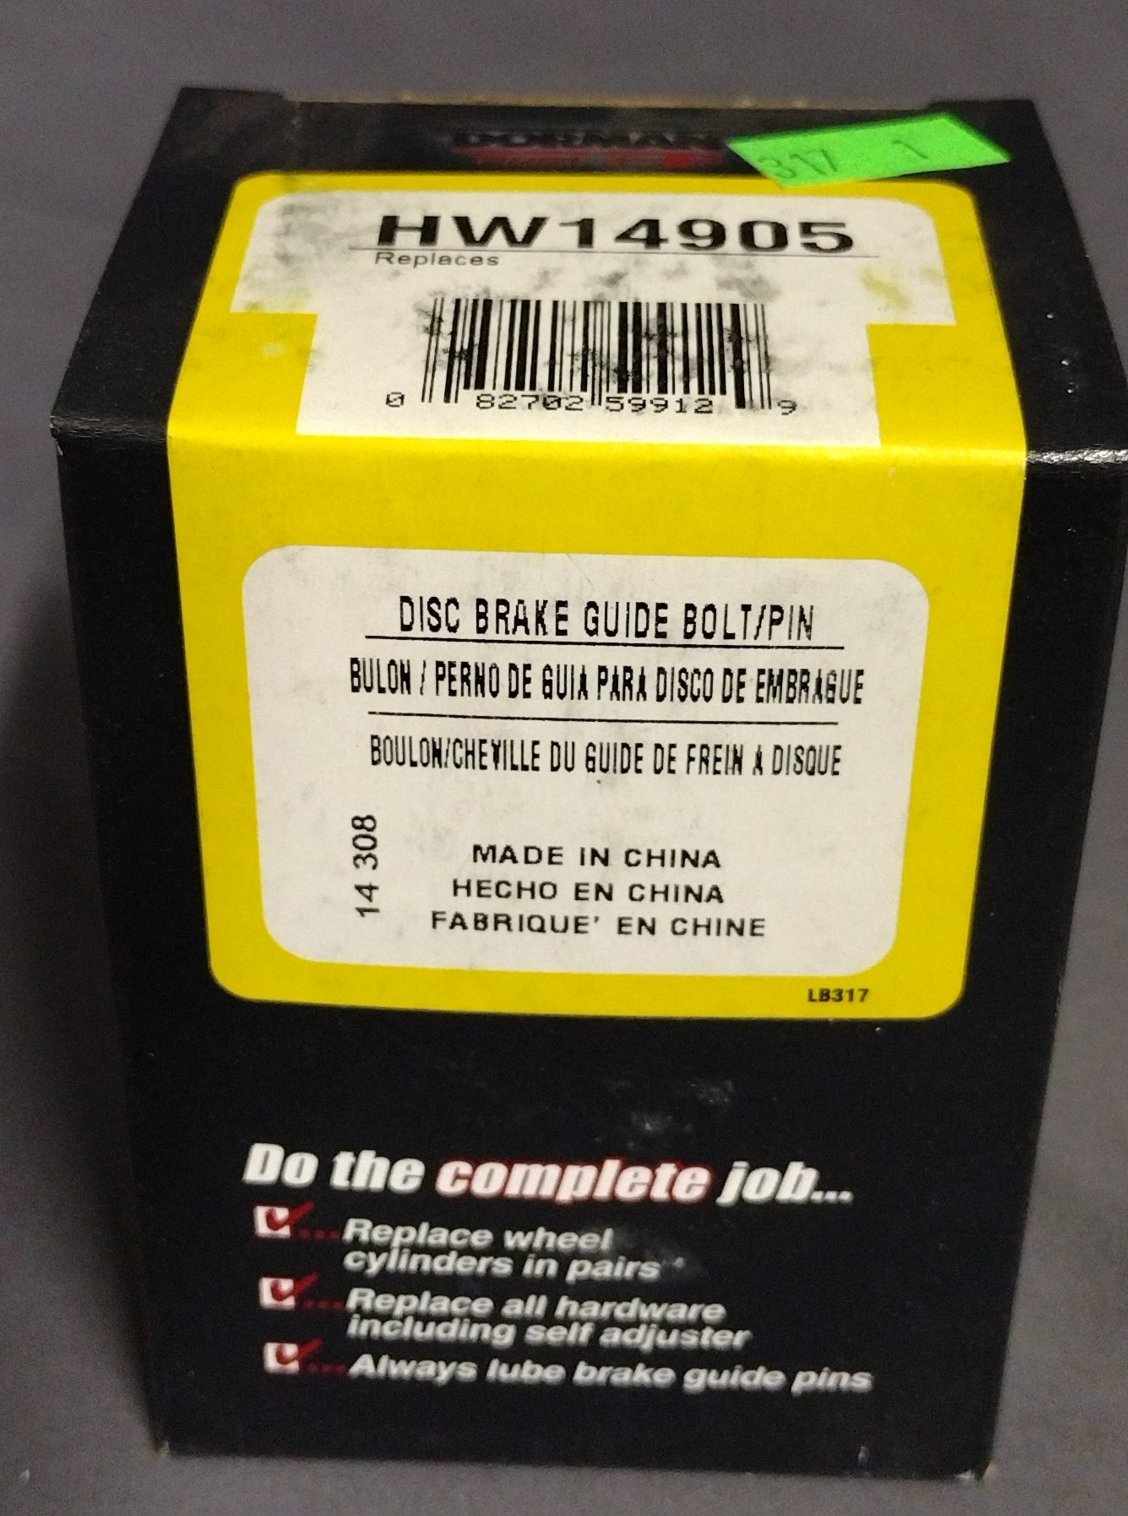 DORMAN
317 1
HW14905
Replaces
0 82702 59912 9
DISC BRAKE GUIDE BOLT/PIN
BULON / PERNO DE GUIA PARA DISCO DE EMBRAGUE
BOULON/CHEVILLE DU GUIDE DE FREIN A DISQUE
14 308
MADE IN CHINA
HECHO EN CHINA
FABRIQUE' EN CHINE
LB317
Do the complete job...
...Replace wheel
cylinders in pairs
...Replace all hardware
including self adjuster
...Always lube brake guide pins